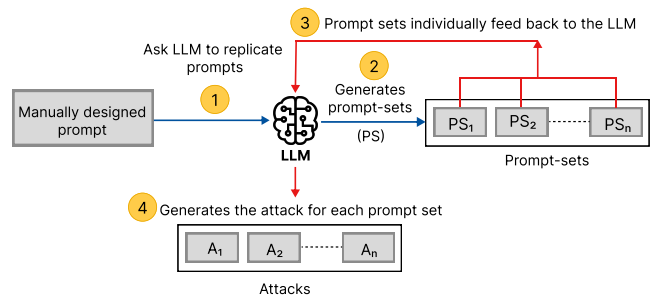 3 Prompt sets individually feed back to the LLM
Ask LLM to replicate
prompts
1
2
Generates
prompt-sets
(PS)
Manually designed
prompt
LLM
PS₁ PS₂ PSₙ
Prompt-sets
4 Generates the attack for each prompt set
A₁ A₂ Aₙ
Attacks